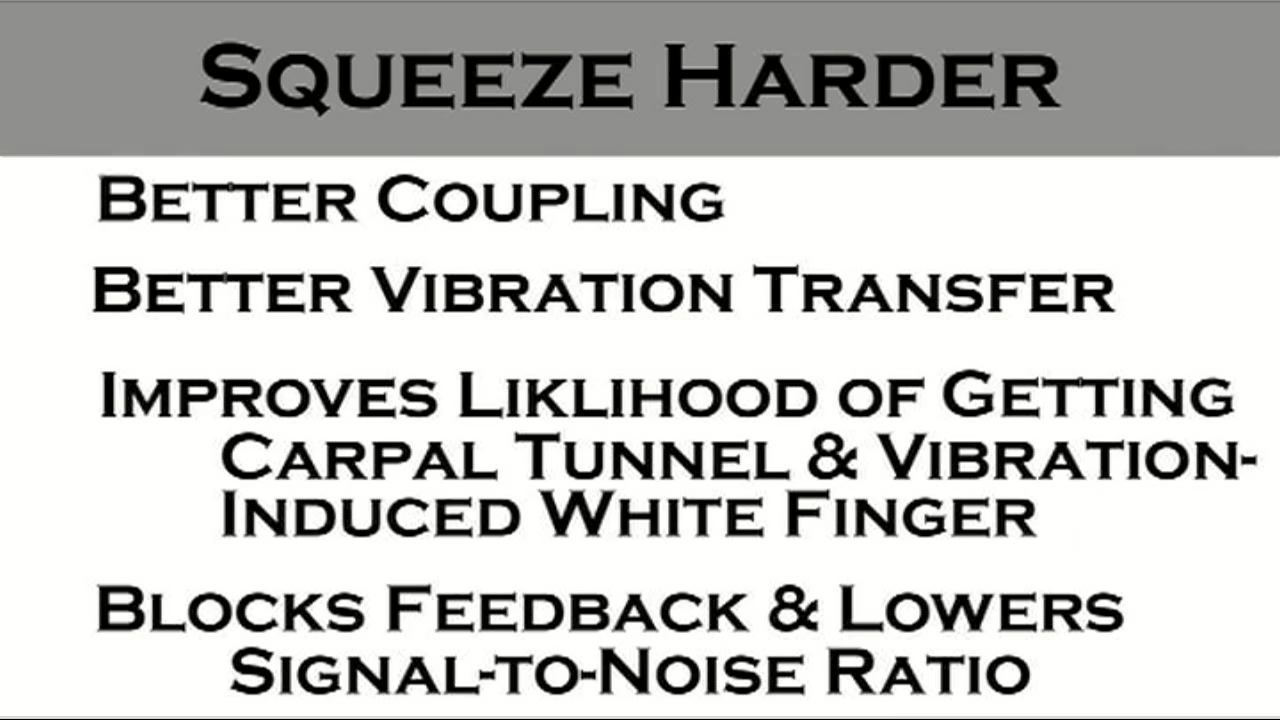 Squeeze Harder
Better Coupling
Better Vibration Transfer
Improves Liklihood of Getting
Carpal Tunnel & Vibration-
Induced White Finger
Blocks Feedback & Lowers
Signal-to-Noise Ratio